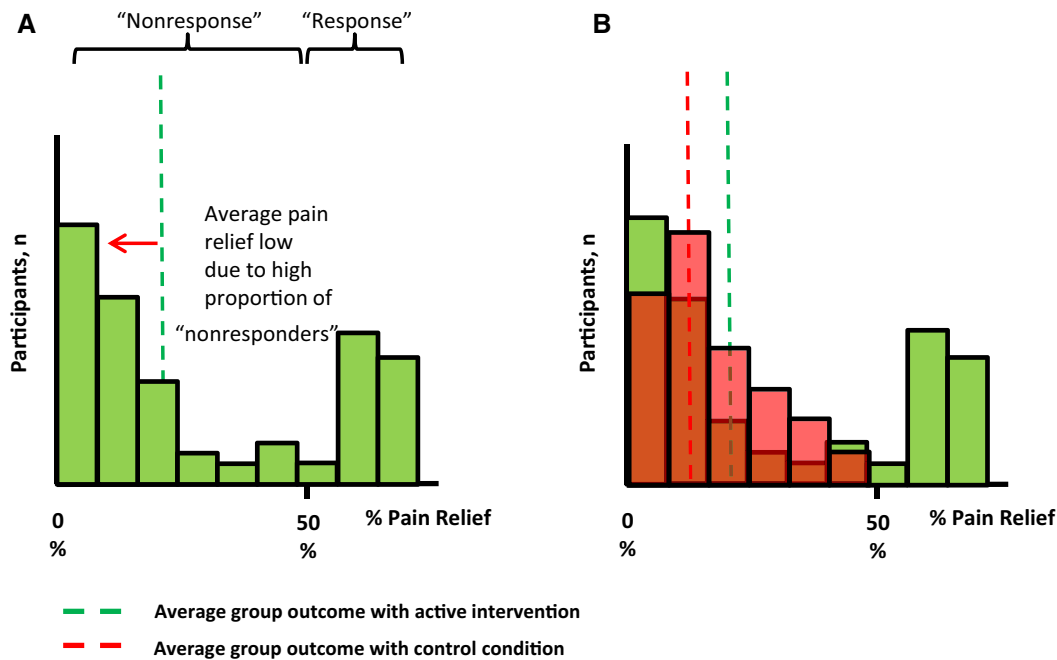 A
“Nonresponse” “Response”
Average pain
relief low
due to high
proportion of
“nonresponders”
Participants, n
0
%
50
%
% Pain Relief
B
Participants, n
0
%
50
%
% Pain Relief
Average group outcome with active intervention
Average group outcome with control condition